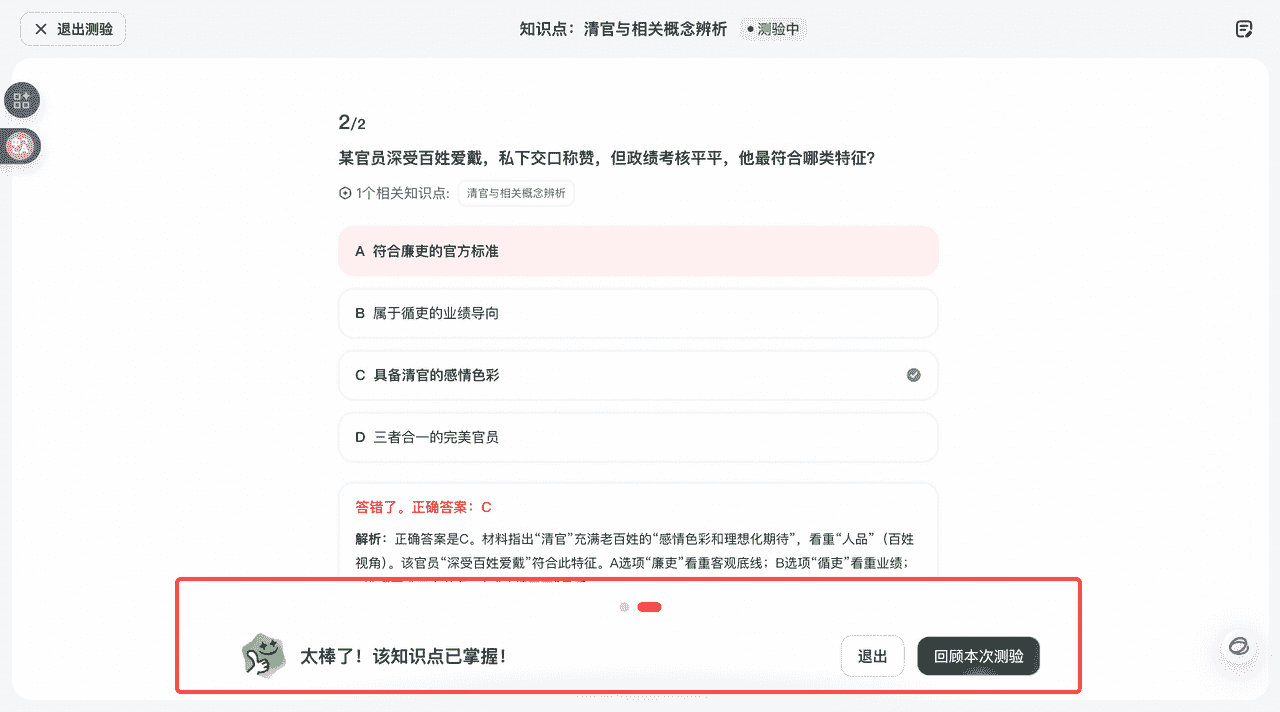 退出测验
知识点：清官与相关概念辨析
测验中
2/2
某官员深受百姓爱戴，私下交口称赞，但政绩考核平平，他最符合哪类特征？
1个相关知识点：
清官与相关概念辨析
A 符合廉吏的官方标准
B 属于循吏的业绩导向
C 具备清官的感情色彩
D 三者合一的完美官员
答错了。正确答案：C
解析：正确答案是C。材料指出“清官”充满老百姓的“感情色彩和理想化期待”，看重“人品”（百姓
视角）。该官员“深受百姓爱戴”符合此特征。A选项“廉吏”看重客观底线；B选项“循吏”看重业绩；
太棒了！该知识点已掌握！
退出
回顾本次测验